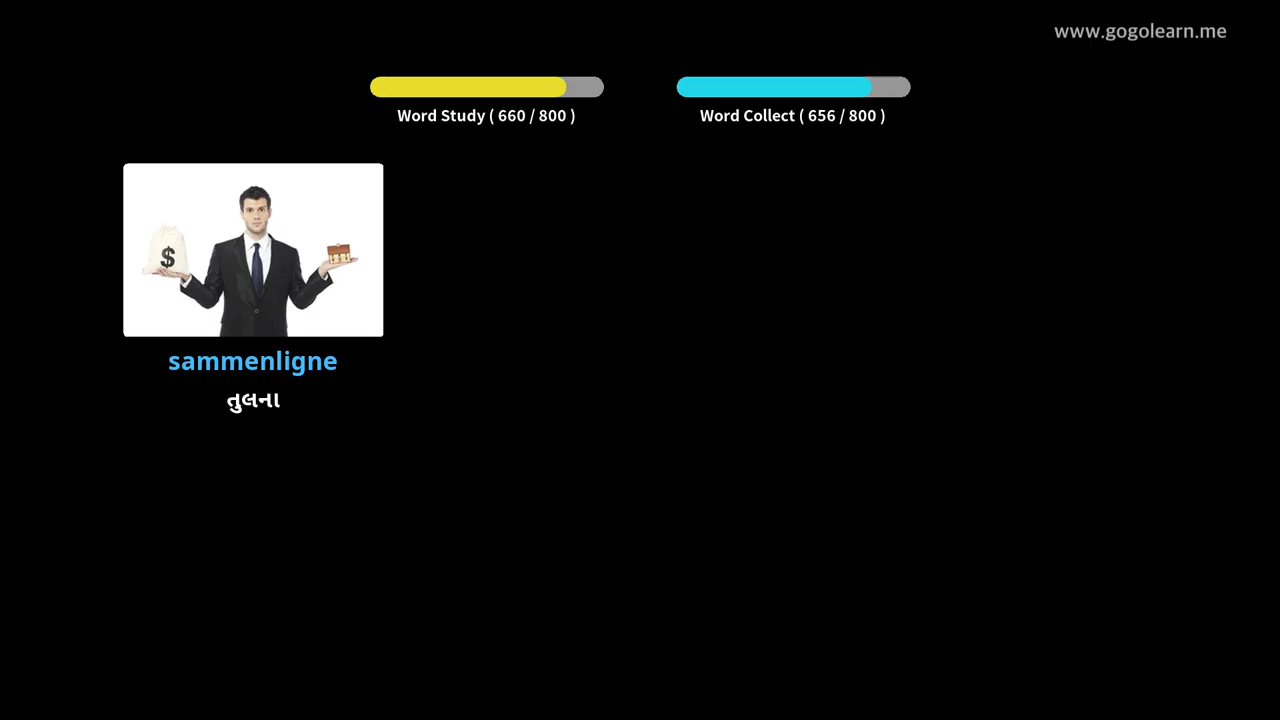 www.gogolearn.me
Word Study ( 660 / 800 )
Word Collect ( 656 / 800 )
$
sammenligne
તુલના